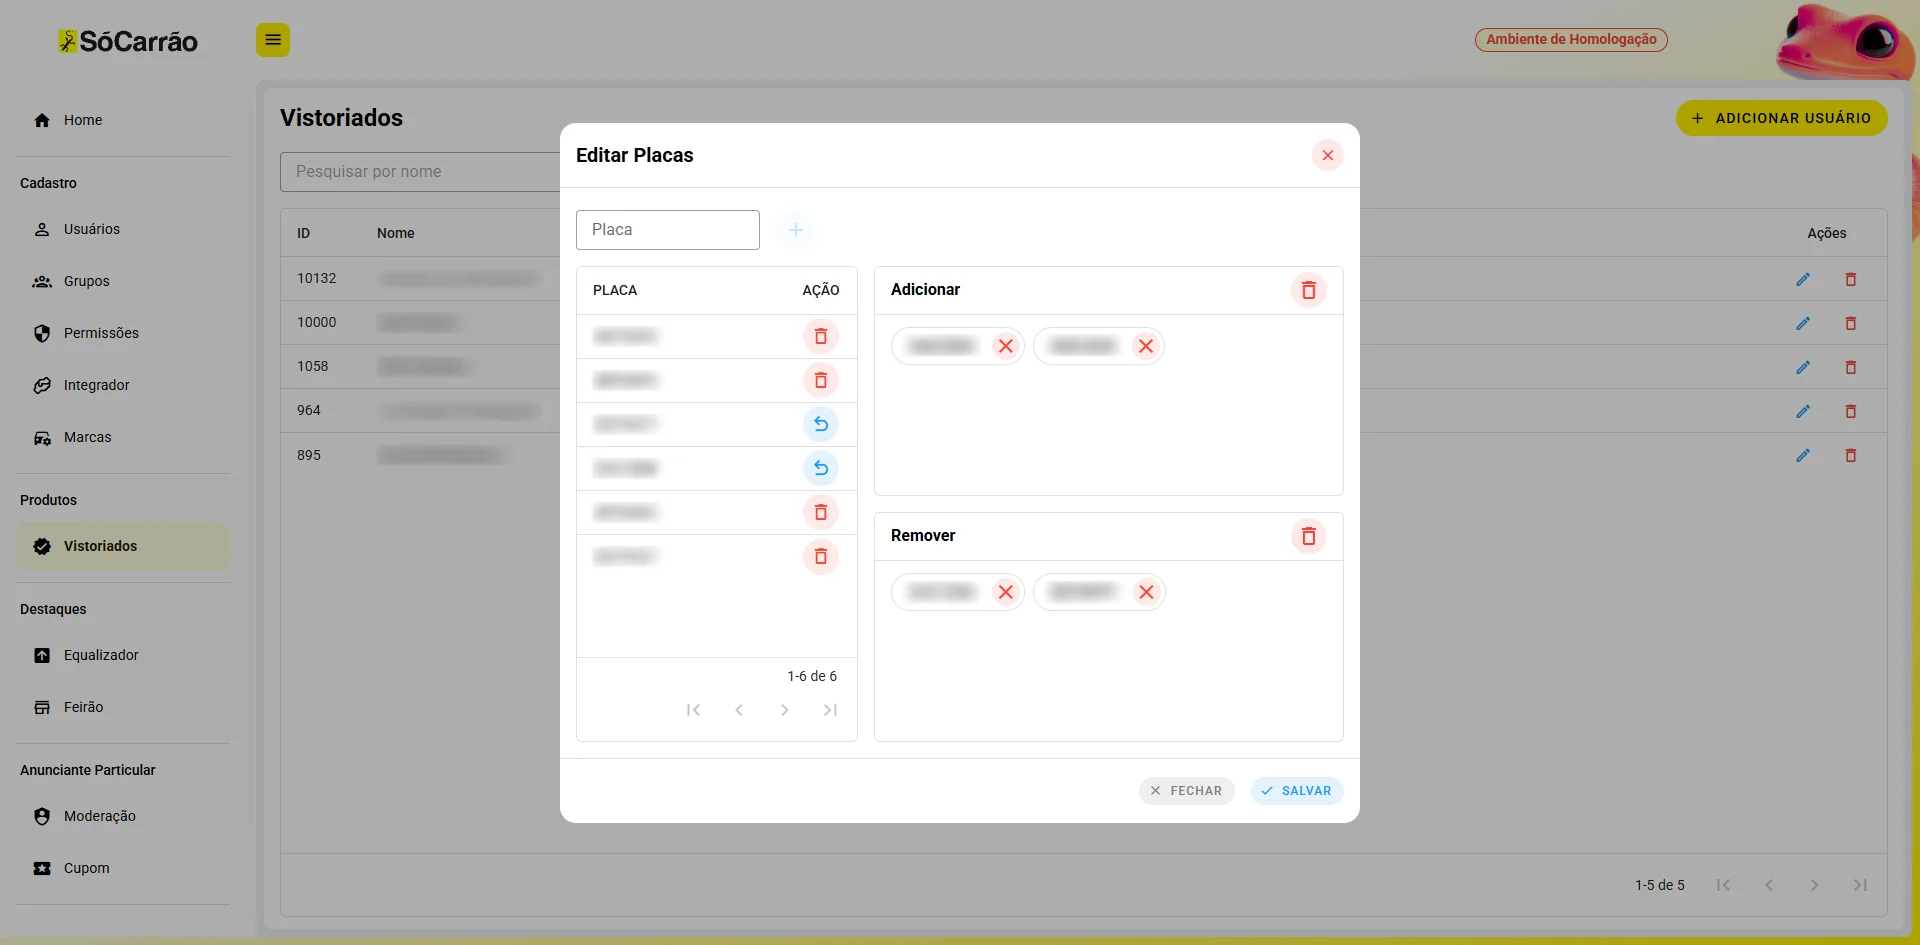 SóCarrão
Ambiente de Homologação
Home
Cadastro
Usuários
Grupos
Permissões
Integrador
Marcas
Produtos
Vistoriados
Destaques
Equalizador
Feirão
Anunciante Particular
Moderação
Cupom
Vistoriados
ADICIONAR USUÁRIO
Pesquisar por nome
ID Nome Ações
10132
10000
1058
964
895
1-5 de 5
Editar Placas
Placa
PLACA AÇÃO
1-6 de 6
Adicionar
Remover
FECHAR
SALVAR